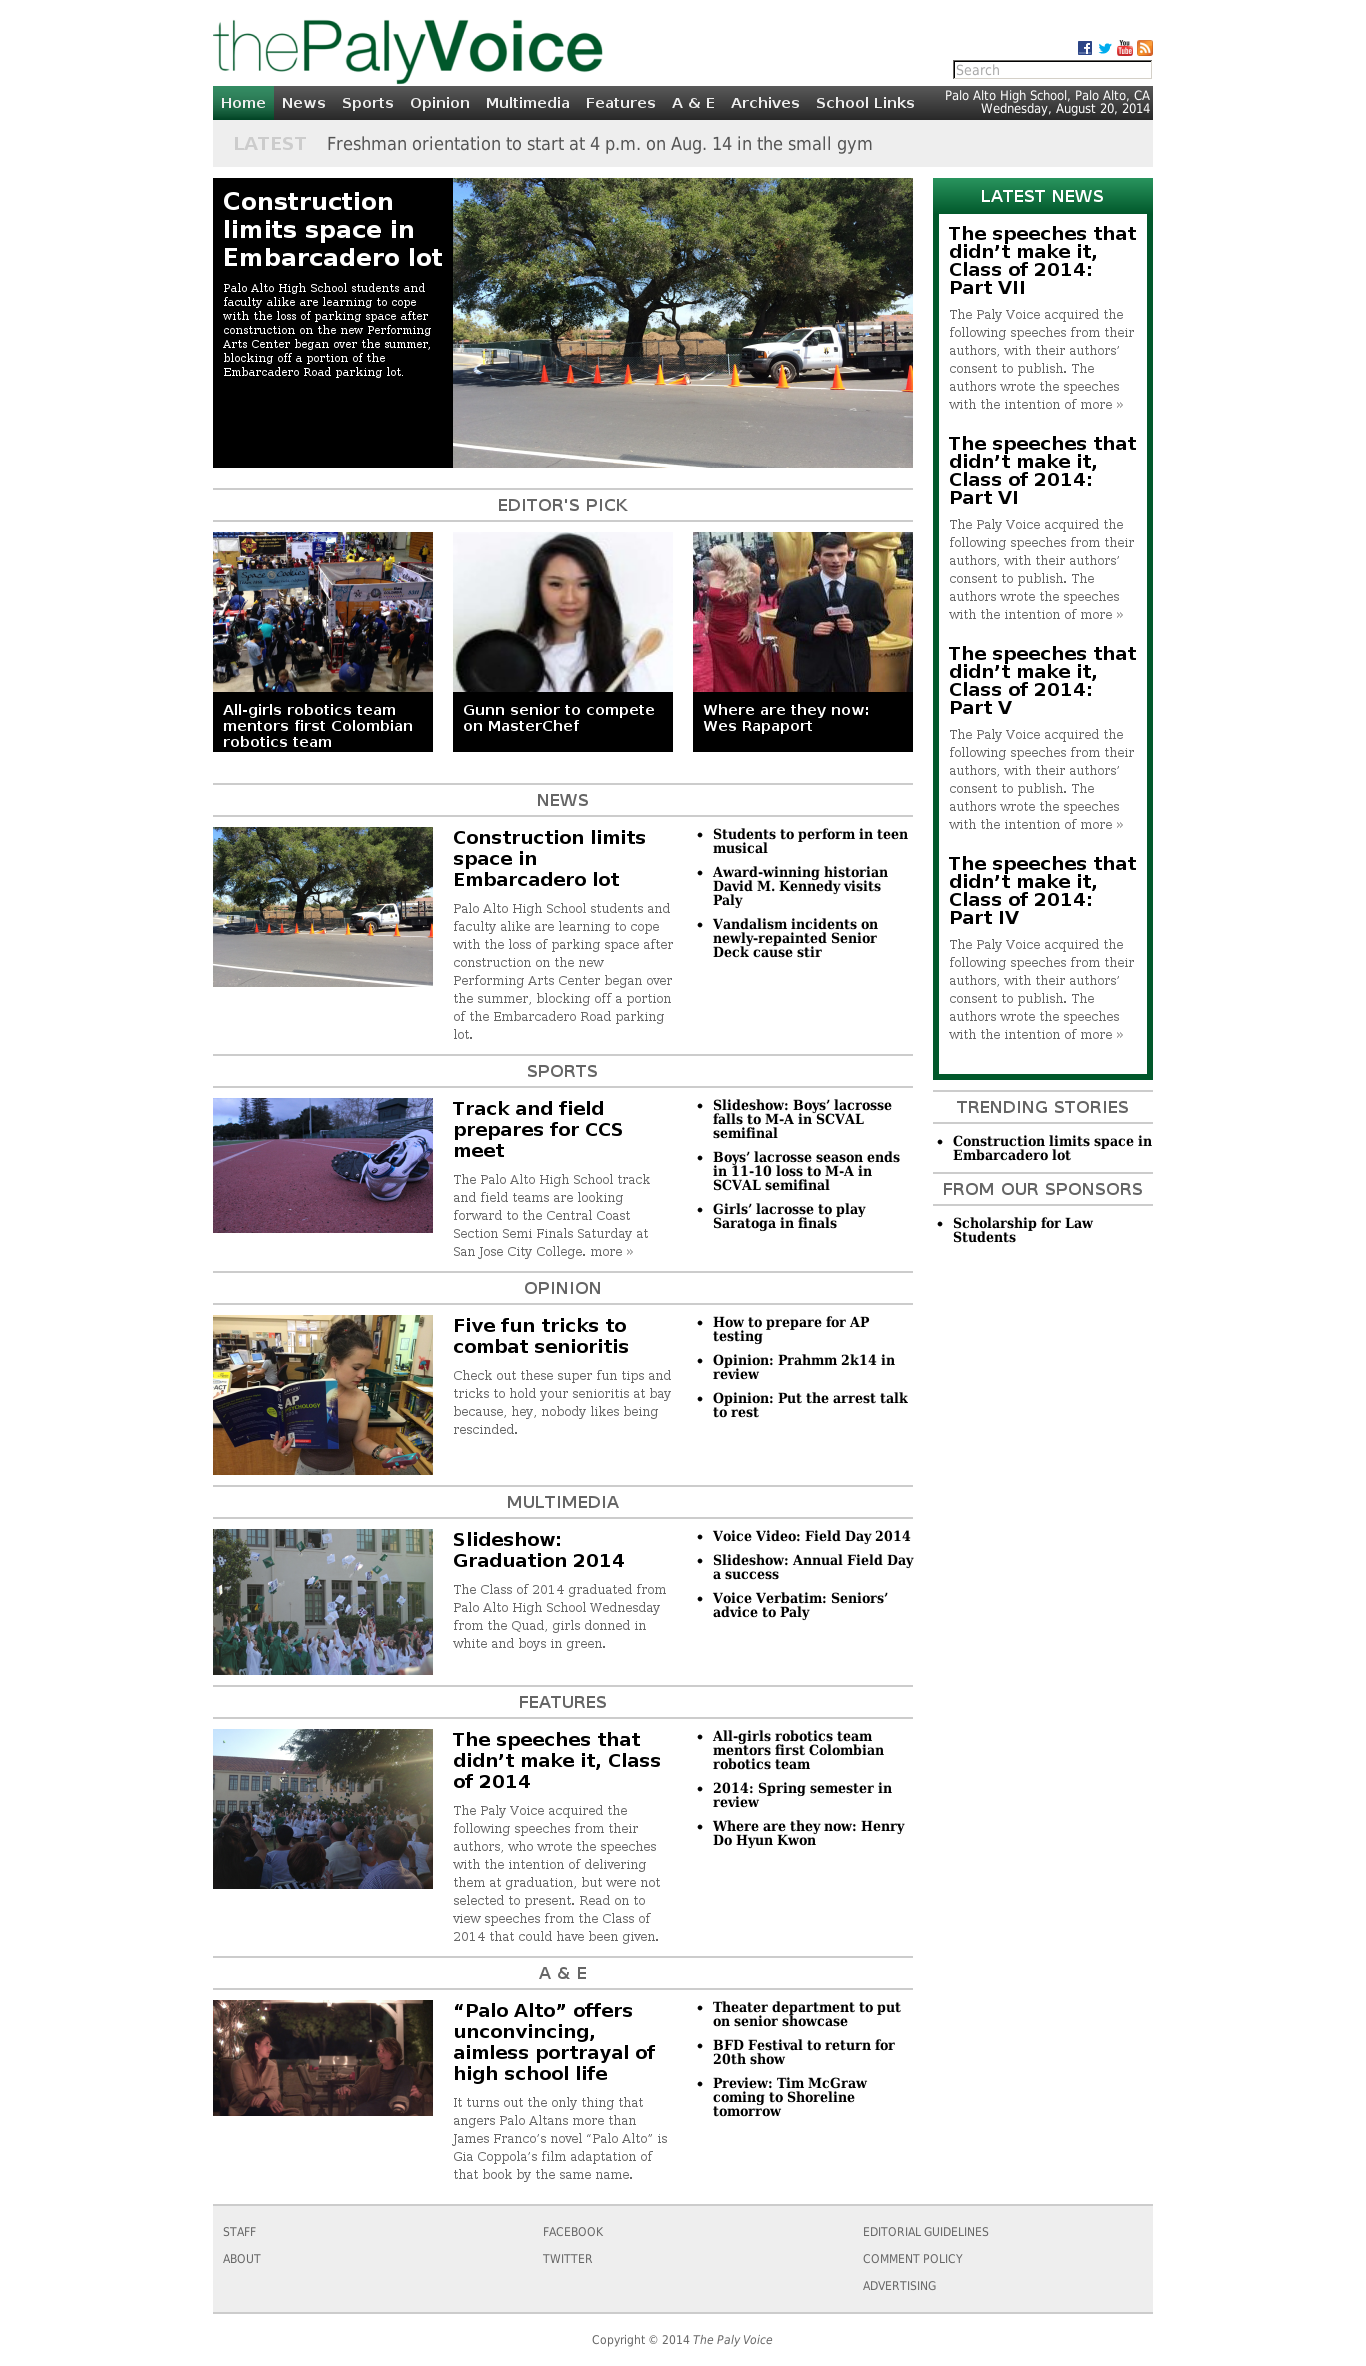 thePalyVoice
Search
Home News Sports Opinion Multimedia Features A & E Archives School Links
Palo Alto High School, Palo Alto, CA
Wednesday, August 20, 2014
LATEST Freshman orientation to start at 4 p.m. on Aug. 14 in the small gym
Construction
limits space in
Embarcadero lot
Palo Alto High School students and
faculty alike are learning to cope
with the loss of parking space after
construction on the new Performing
Arts Center began over the summer,
blocking off a portion of the
Embarcadero Road parking lot.
EDITOR'S PICK
All-girls robotics team
mentors first Colombian
robotics team
Gunn senior to compete
on MasterChef
Where are they now:
Wes Rapaport
NEWS
Construction limits
space in
Embarcadero lot
Palo Alto High School students and
faculty alike are learning to cope
with the loss of parking space after
construction on the new
Performing Arts Center began over
the summer, blocking off a portion
of the Embarcadero Road parking
lot.
• Students to perform in teen
musical
• Award-winning historian
David M. Kennedy visits
Paly
• Vandalism incidents on
newly-repainted Senior
Deck cause stir
SPORTS
Track and field
prepares for CCS
meet
The Palo Alto High School track
and field teams are looking
forward to the Central Coast
Section Semi Finals Saturday at
San Jose City College. more »
• Slideshow: Boys’ lacrosse
falls to M-A in SCVAL
semifinal
• Boys’ lacrosse season ends
in 11-10 loss to M-A in
SCVAL semifinal
• Girls’ lacrosse to play
Saratoga in finals
OPINION
Five fun tricks to
combat senioritis
Check out these super fun tips and
tricks to hold your senioritis at bay
because, hey, nobody likes being
rescinded.
• How to prepare for AP
testing
• Opinion: Prahmm 2k14 in
review
• Opinion: Put the arrest talk
to rest
MULTIMEDIA
Slideshow:
Graduation 2014
The Class of 2014 graduated from
Palo Alto High School Wednesday
from the Quad, girls donned in
white and boys in green.
• Voice Video: Field Day 2014
• Slideshow: Annual Field Day
a success
• Voice Verbatim: Seniors’
advice to Paly
FEATURES
The speeches that
didn’t make it, Class
of 2014
The Paly Voice acquired the
following speeches from their
authors, who wrote the speeches
with the intention of delivering
them at graduation, but were not
selected to present. Read on to
view speeches from the Class of
2014 that could have been given.
• All-girls robotics team
mentors first Colombian
robotics team
• 2014: Spring semester in
review
• Where are they now: Henry
Do Hyun Kwon
A & E
“Palo Alto” offers
unconvincing,
aimless portrayal of
high school life
It turns out the only thing that
angers Palo Altans more than
James Franco’s novel “Palo Alto” is
Gia Coppola’s film adaptation of
that book by the same name.
• Theater department to put
on senior showcase
• BFD Festival to return for
20th show
• Preview: Tim McGraw
coming to Shoreline
tomorrow
LATEST NEWS
The speeches that
didn’t make it,
Class of 2014:
Part VII
The Paly Voice acquired the
following speeches from their
authors, with their authors’
consent to publish. The
authors wrote the speeches
with the intention of more »
The speeches that
didn’t make it,
Class of 2014:
Part VI
The Paly Voice acquired the
following speeches from their
authors, with their authors’
consent to publish. The
authors wrote the speeches
with the intention of more »
The speeches that
didn’t make it,
Class of 2014:
Part V
The Paly Voice acquired the
following speeches from their
authors, with their authors’
consent to publish. The
authors wrote the speeches
with the intention of more »
The speeches that
didn’t make it,
Class of 2014:
Part IV
The Paly Voice acquired the
following speeches from their
authors, with their authors’
consent to publish. The
authors wrote the speeches
with the intention of more »
TRENDING STORIES
• Construction limits space in
Embarcadero lot
FROM OUR SPONSORS
• Scholarship for Law
Students
STAFF
ABOUT
FACEBOOK
TWITTER
EDITORIAL GUIDELINES
COMMENT POLICY
ADVERTISING
Copyright © 2014 The Paly Voice